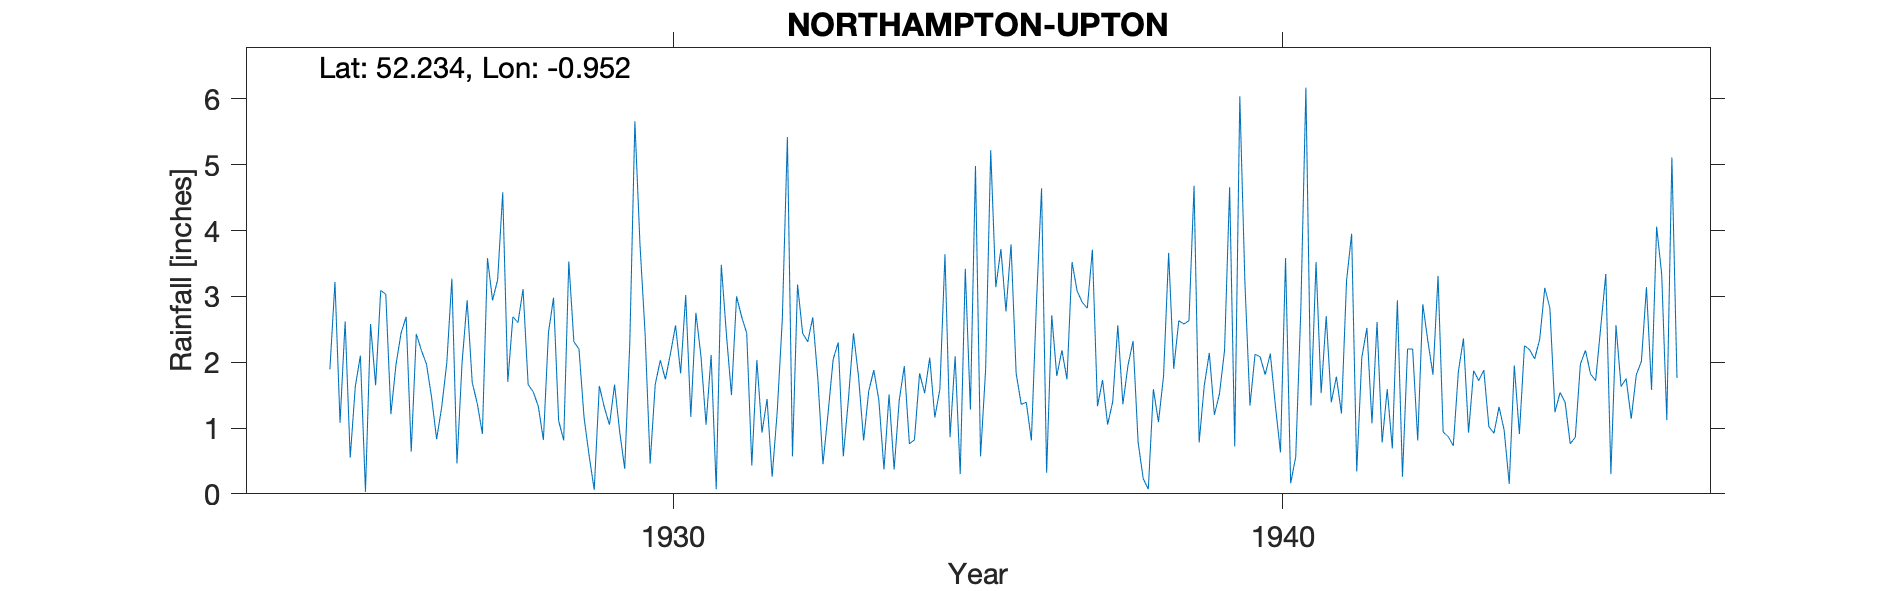 NORTHAMPTON-UPTON
Lat: 52.234, Lon: -0.952
6
5
4
3
2
1
0
Rainfall [inches]
1930 1940
Year